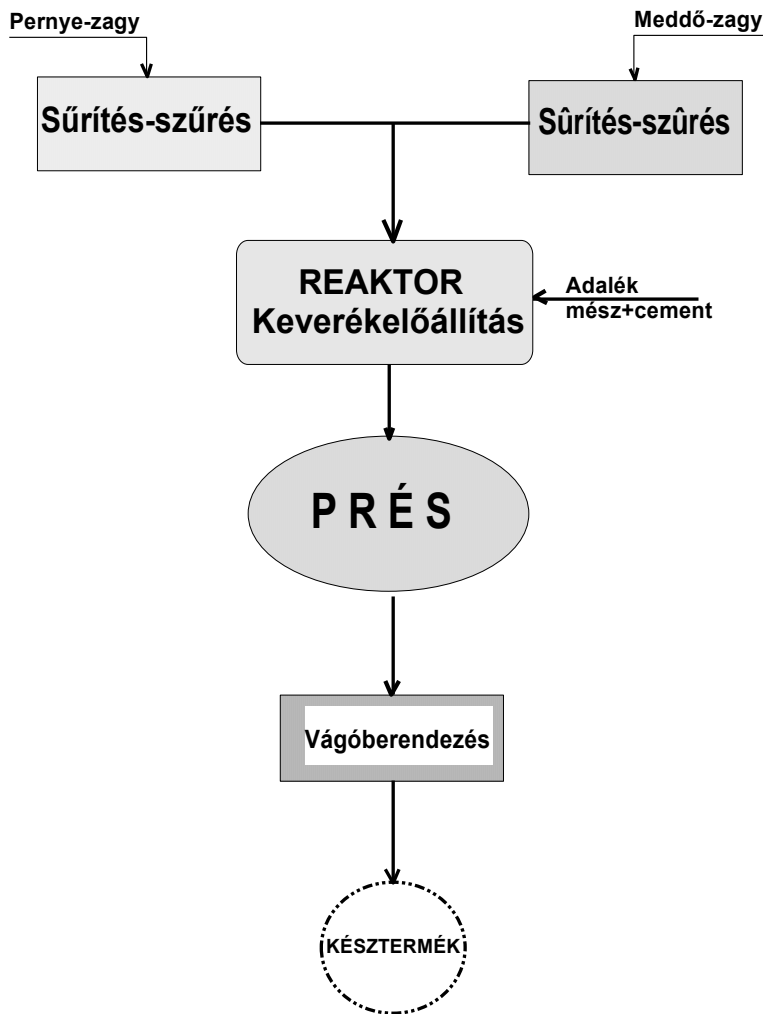 Pernye-zagy
Meddő-zagy
Sűrítés-szűrés
Sûrítés-szûrés
REAKTOR
Keverékelőállítás
Adalék
mész+cement
P R É S
Vágóberendezés
KÉSZTERMÉK